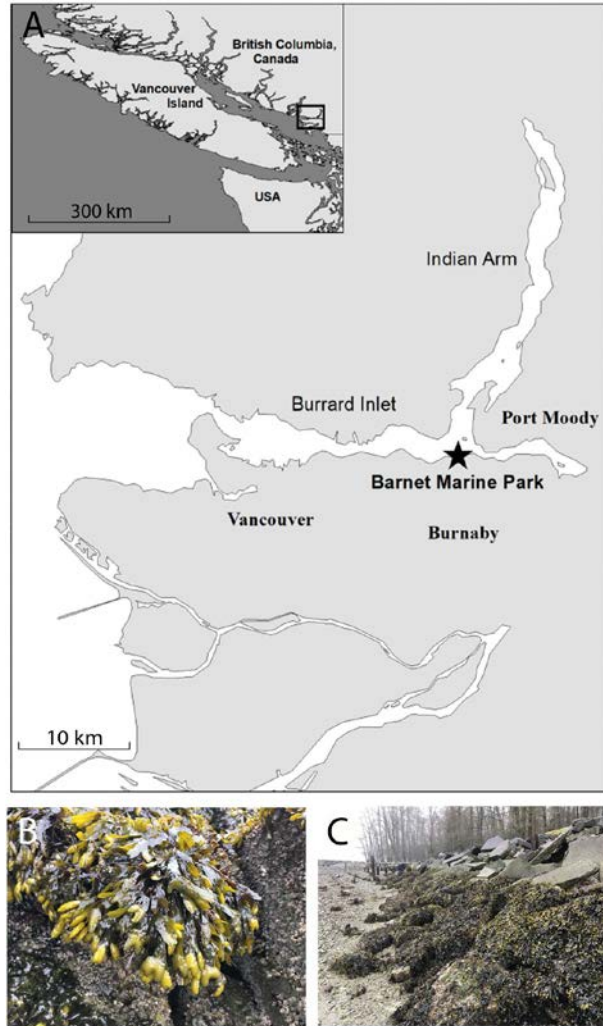 A
British Columbia,
Canada
Vancouver
Island
USA
300 km
Indian Arm
Burrard Inlet
Port Moody
Barnet Marine Park
Vancouver
Burnaby
10 km
B
C